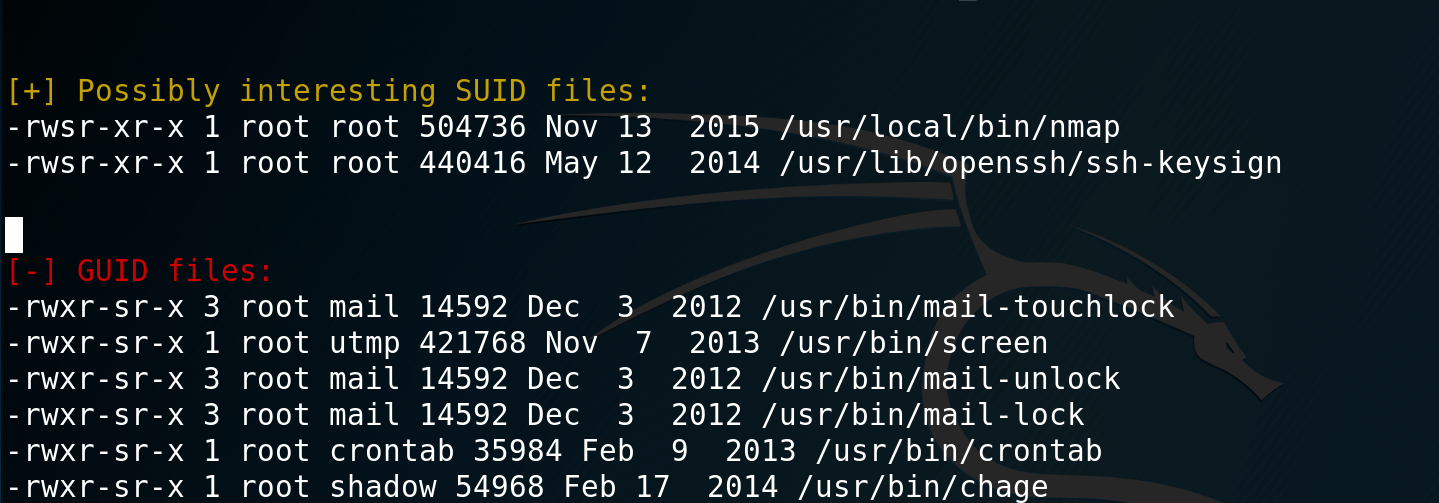 [+] Possibly interesting SUID files:
-rwsr-xr-x 1 root root 504736 Nov 13  2015 /usr/local/bin/nmap
-rwsr-xr-x 1 root root 440416 May 12  2014 /usr/lib/openssh/ssh-keysign
[-] GUID files:
-rwxr-sr-x 3 root mail 14592 Dec  3  2012 /usr/bin/mail-touchlock
-rwxr-sr-x 1 root utmp 421768 Nov  7  2013 /usr/bin/screen
-rwxr-sr-x 3 root mail 14592 Dec  3  2012 /usr/bin/mail-unlock
-rwxr-sr-x 3 root mail 14592 Dec  3  2012 /usr/bin/mail-lock
-rwxr-sr-x 1 root crontab 35984 Feb  9  2013 /usr/bin/crontab
-rwxr-sr-x 1 root shadow 54968 Feb 17  2014 /usr/bin/chage